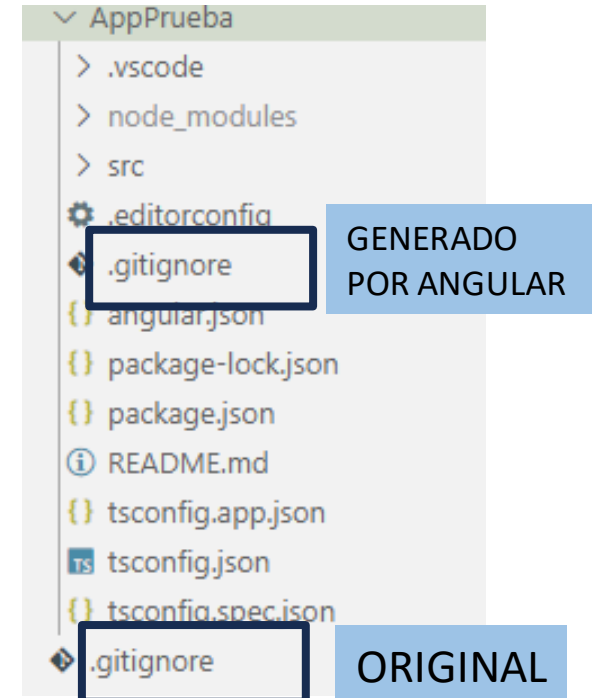 AppPrueba
.vscode
node_modules
src
.editorconfig
.gitignore
GENERADO
POR ANGULAR
{} angular.json
{} package-lock.json
{} package.json
README.md
{} tsconfig.app.json
TS tsconfig.json
{} tsconfig.spec.json
.gitignore
ORIGINAL